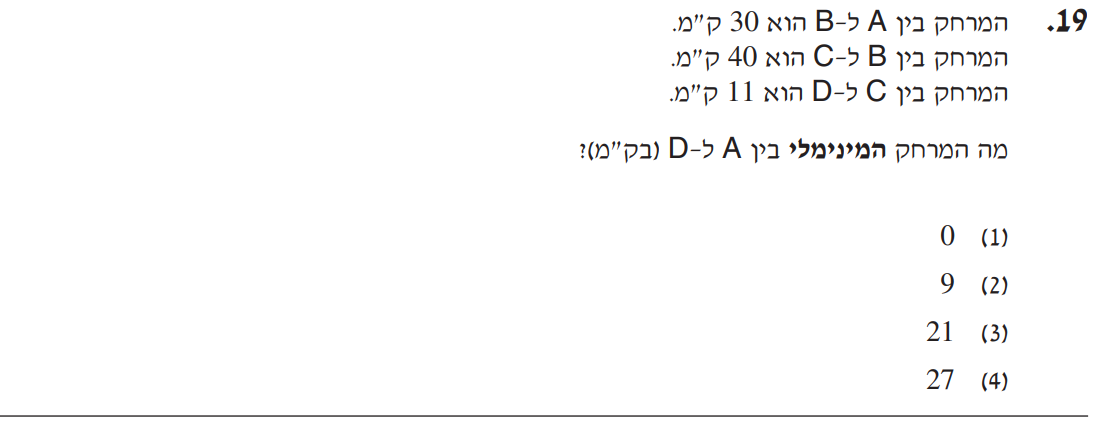 19. המרחק בין A ל-B הוא 30 ק"מ.
המרחק בין B ל-C הוא 40 ק"מ.
המרחק בין C ל-D הוא 11 ק"מ.
מה המרחק המינימלי בין A ל-D (בק"מ)?
(1) 0
(2) 9
(3) 21
(4) 27